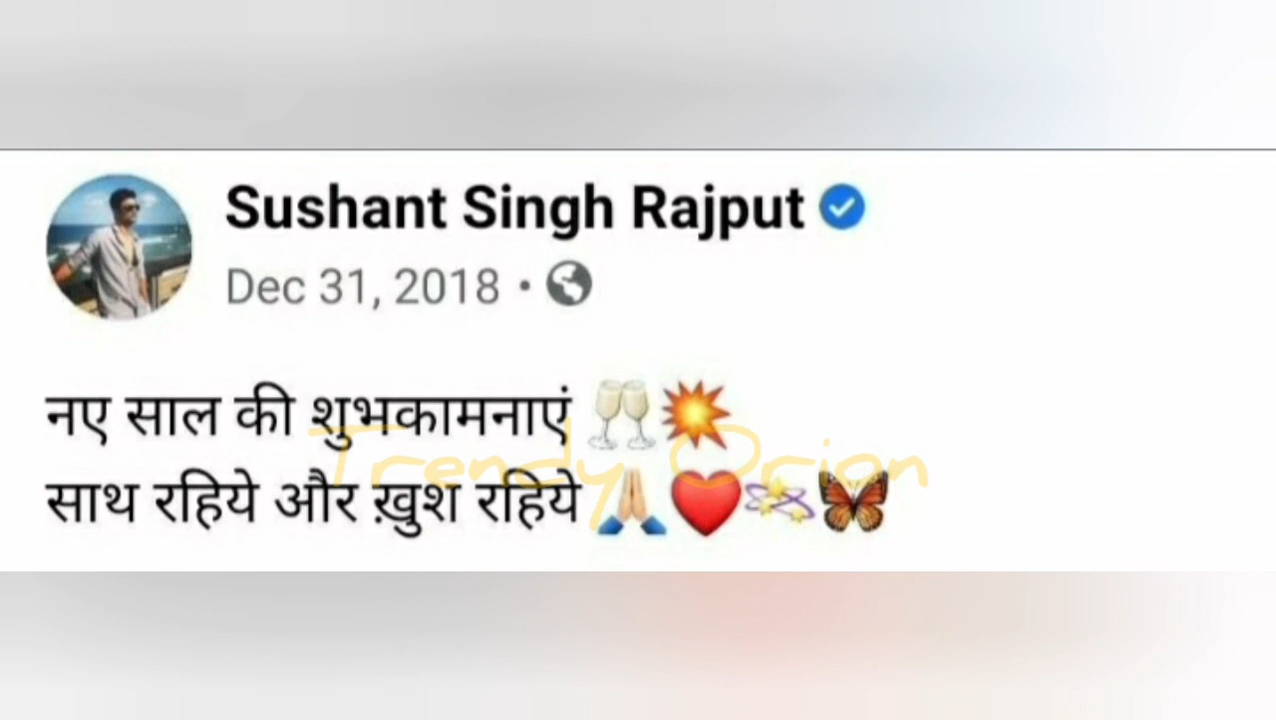 Sushant Singh Rajput
Dec 31, 2018 •
नए साल की शुभकामनाएं 🥂💥
साथ रहिये और ख़ुश रहिये 🙏🏼❤️💫🦋
Trendy Orion